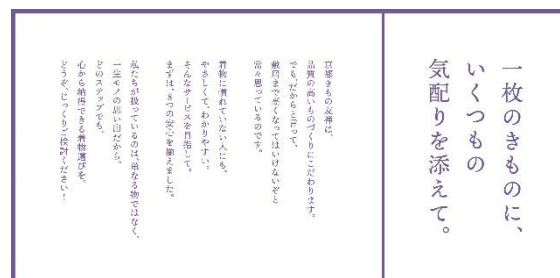 一枚のきものに、
いくつもの
気配りを添えて。
京都きもの友禅は、
品質の高いものづくりにこだわります。
でも、だからと言って、
敷居まで高くなってはいけないぞと
常々思っているのです。
着物に慣れていない人にも、
やさしくて、わかりやすい。
そんなサービスを目指して。
まずは、8つの安心を揃えました。
私たちが扱っているのは、単なる物ではなく、
一生モノの思い出だから。
どのステップでも、
心から納得できる着物選びを。
どうぞ、じっくりご検討ください！